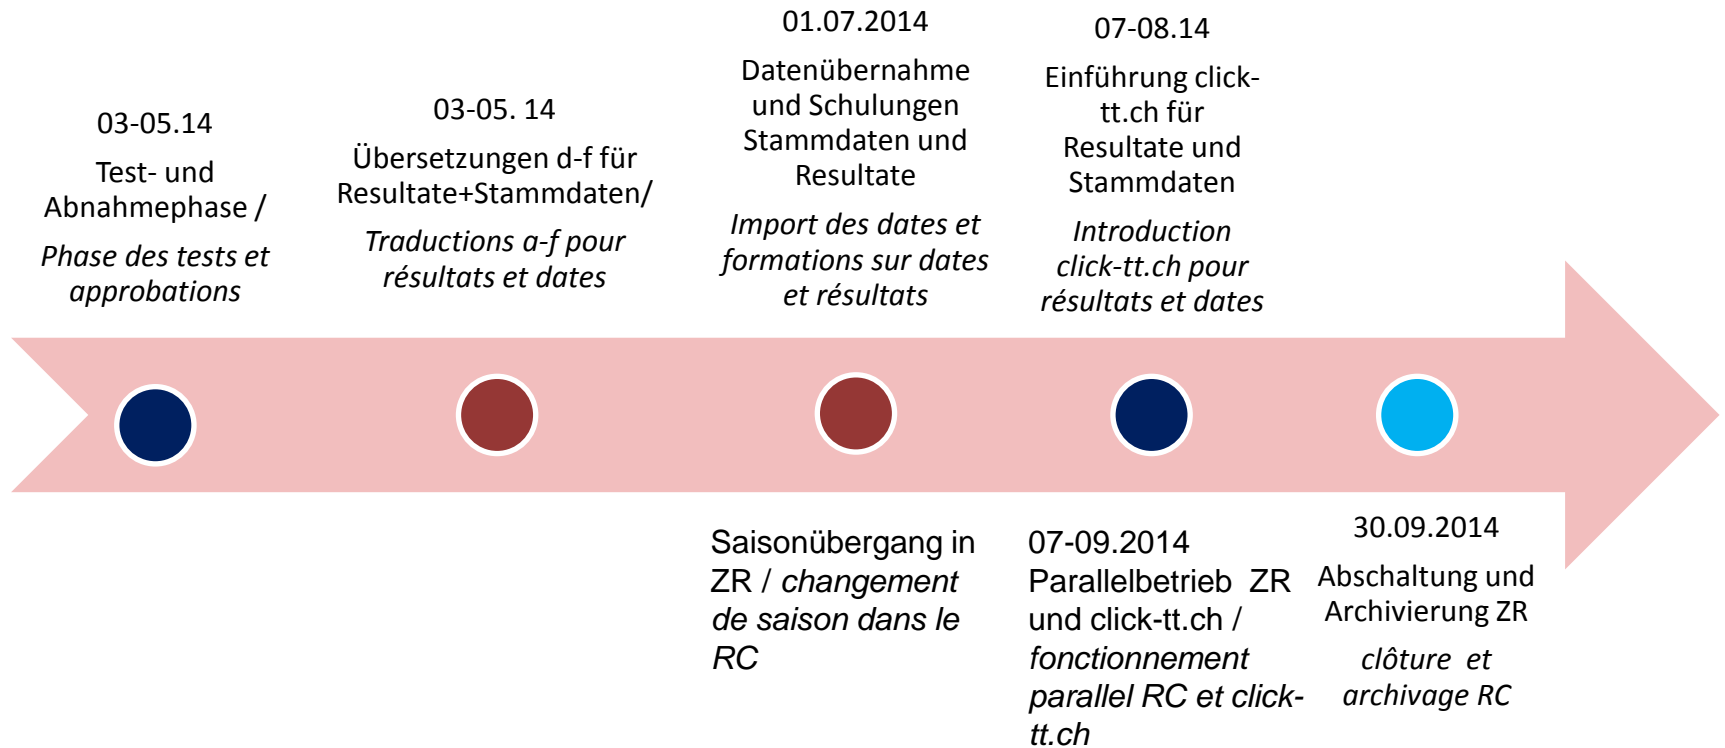 03-05.14
Test- und
Abnahmephase /
Phase des tests et
approbations
03-05. 14
Übersetzungen d-f für
Resultate+Stammdaten/
Traductions a-f pour
résultats et dates
01.07.2014
Datenübernahme
und Schulungen
Stammdaten und
Resultate
Import des dates et
formations sur dates
et résultats
07-08.14
Einführung click-
tt.ch für
Resultate und
Stammdaten
Introduction
click-tt.ch pour
résultats et dates
Saisonübergang in
ZR / changement
de saison dans le
RC
07-09.2014
Parallelbetrieb  ZR
und click-tt.ch /
fonctionnement
parallel RC et click-
tt.ch
30.09.2014
Abschaltung und
Archivierung ZR
clôture  et
archivage RC